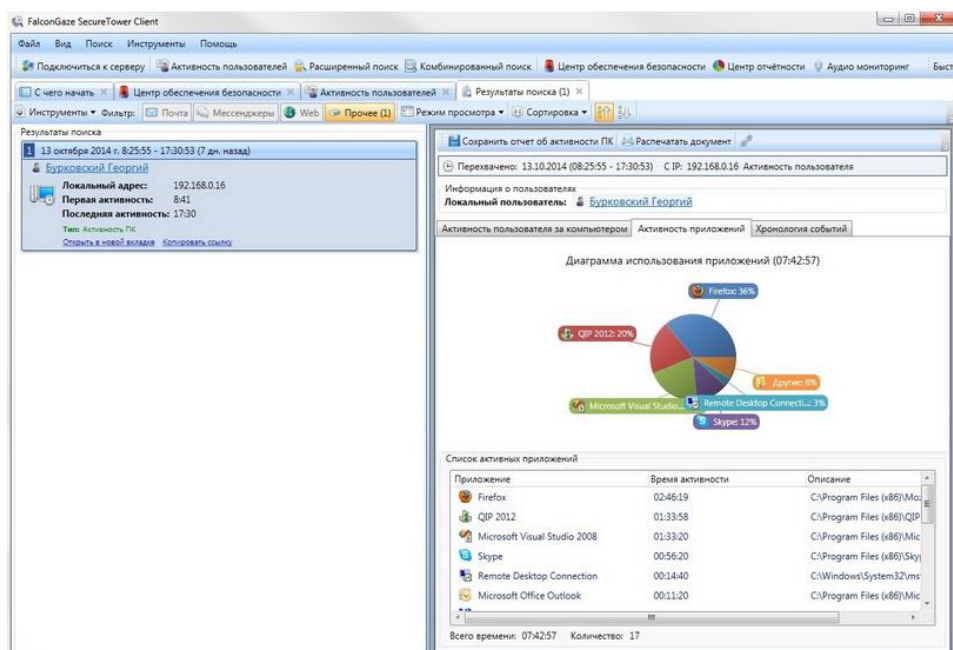 FalconGaze SecureTower Client
Файл Вид Поиск Инструменты Помощь
Подключиться к серверу Активность пользователей Расширенный поиск Комбинированный поиск Центр обеспечения безопасности Центр отчётности Аудио мониторинг Быст
С чего начать Центр обеспечения безопасности Активность пользователей Результаты поиска (1)
Инструменты Фильтр: Почта Мессенджеры Web Прочее (1) Режим просмотра Сортировка
Результаты поиска
1 13 октября 2014 г. 8:25:55 - 17:30:53 (7 дн. назад)
Бурковский Георгий
Локальный адрес: 192.168.0.16
Первая активность: 8:41
Последняя активность: 17:30
Тип: Активность ПК
Открыть в новой вкладке Копировать ссылку
Сохранить отчет об активности ПК Распечатать документ
Перехвачено: 13.10.2014 (08:25:55 - 17:30:53) С IP: 192.168.0.16 Активность пользователя
Информация о пользователях
Локальный пользователь: Бурковский Георгий
Активность пользователя за компьютером Активность приложений Хронология событий
Диаграмма использования приложений (07:42:57)
Firefox: 36%
QIP 2012: 20%
Другие: 8%
Microsoft Visual Studio... Remote Desktop Connecti...: 3%
Skype: 12%
Список активных приложений
Приложение Время активности Описание
Firefox 02:46:19 C:\Program Files (x86)\Moz
QIP 2012 01:33:58 C:\Program Files (x86)\QIP
Microsoft Visual Studio 2008 01:33:20 C:\Program Files (x86)\Mic
Skype 00:56:20 C:\Program Files (x86)\Sky
Remote Desktop Connection 00:14:40 C:\Windows\System32\ms
Microsoft Office Outlook 00:11:20 C:\Program Files (x86)\Mic
Всего времени: 07:42:57 Количество: 17